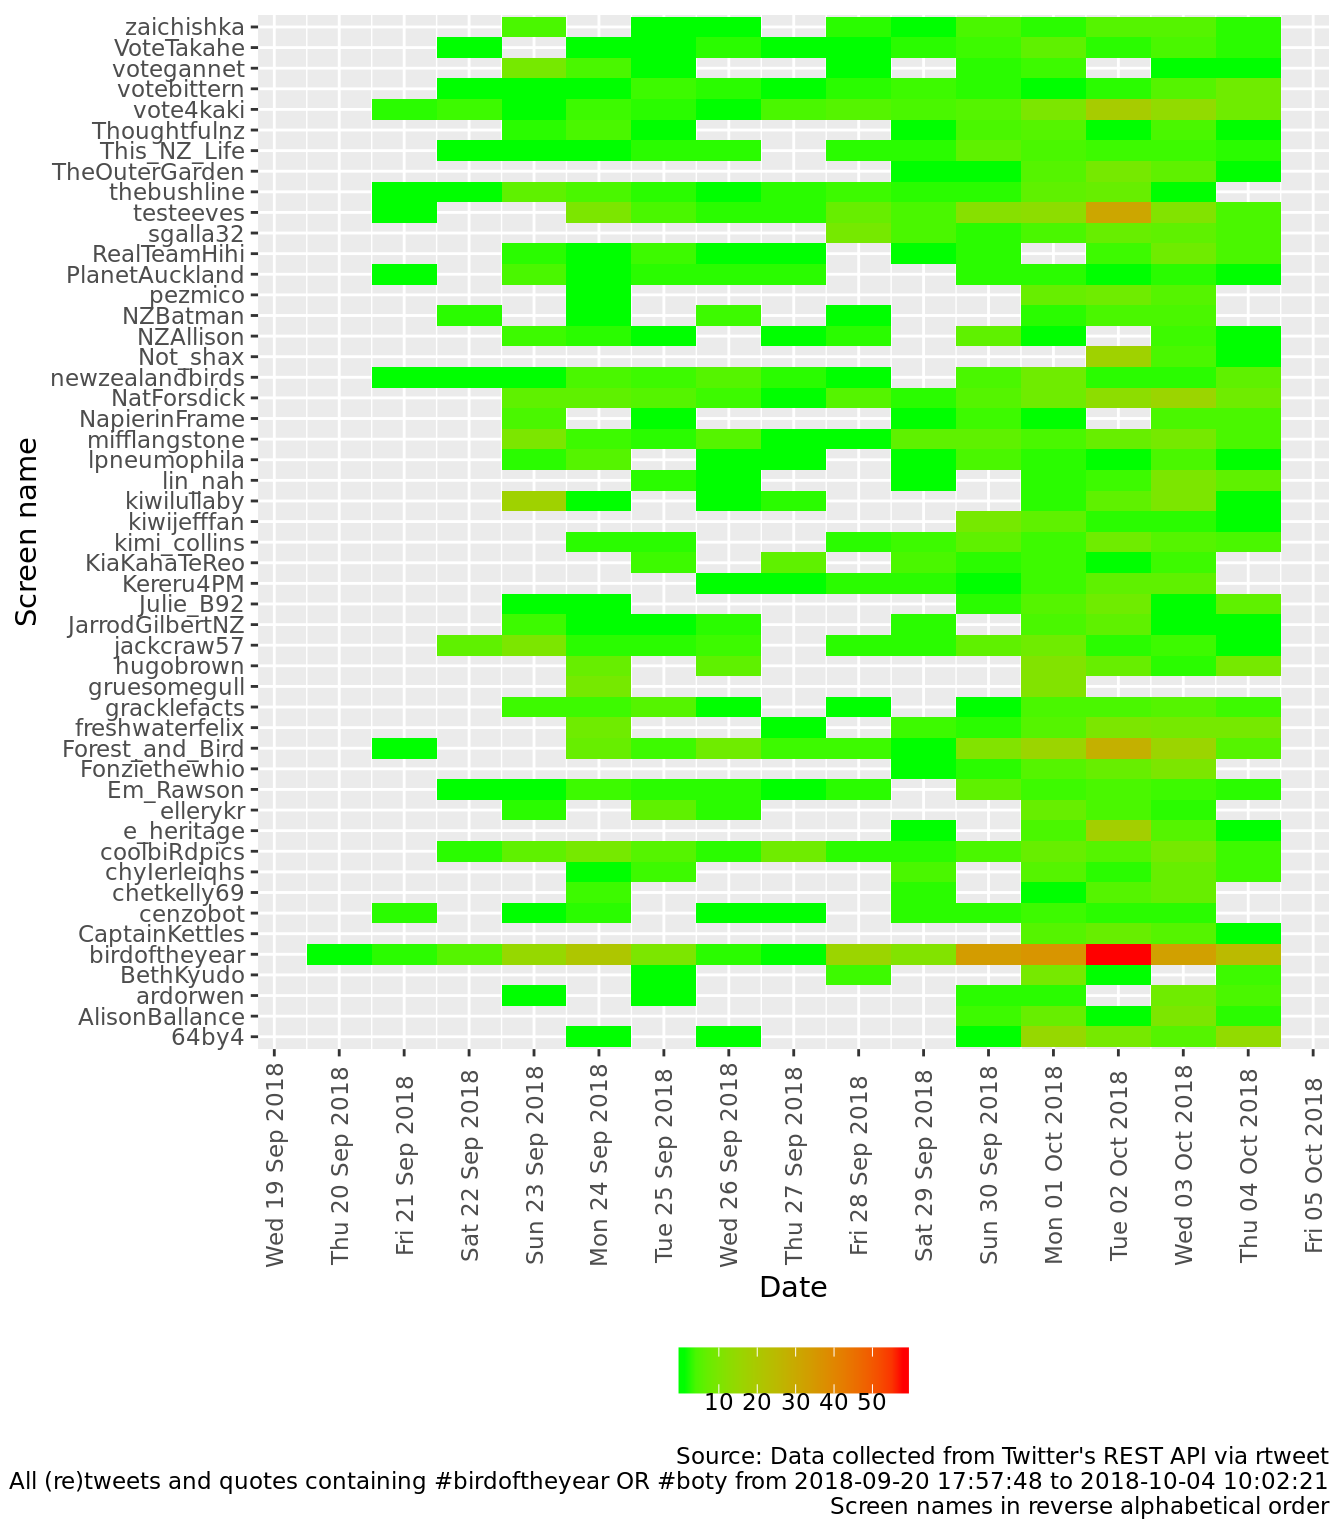 zaichishka
VoteTakahe
votegannet
votebittern
vote4kaki
Thoughtfulnz
This_NZ_Life
TheOuterGarden
thebushline
testeeves
sgalla32
RealTeamHihi
PlanetAuckland
pezmico
NZBatman
NZAllison
Not_shax
newzealandbirds
NatForsdick
NapierinFrame
mifflangstone
lpneumophila
lin_nah
kiwilullaby
kiwijefffan
kimi_collins
KiaKahaTeReo
Kereru4PM
Julie_B92
JarrodGilbertNZ
jackcraw57
hugobrown
gruesomegull
gracklefacts
freshwaterfelix
Forest_and_Bird
Fonziethewhio
Em_Rawson
ellerykr
e_heritage
coolbiRdpics
chylerleighs
chetkelly69
cenzobot
CaptainKettles
birdoftheyear
BethKyudo
ardorwen
AlisonBallance
64by4
Screen name
Wed 19 Sep 2018
Thu 20 Sep 2018
Fri 21 Sep 2018
Sat 22 Sep 2018
Sun 23 Sep 2018
Mon 24 Sep 2018
Tue 25 Sep 2018
Wed 26 Sep 2018
Thu 27 Sep 2018
Fri 28 Sep 2018
Sat 29 Sep 2018
Sun 30 Sep 2018
Mon 01 Oct 2018
Tue 02 Oct 2018
Wed 03 Oct 2018
Thu 04 Oct 2018
Fri 05 Oct 2018
Date
10 20 30 40 50
Source: Data collected from Twitter's REST API via rtweet
All (re)tweets and quotes containing #birdoftheyear OR #boty from 2018-09-20 17:57:48 to 2018-10-04 10:02:21
Screen names in reverse alphabetical order